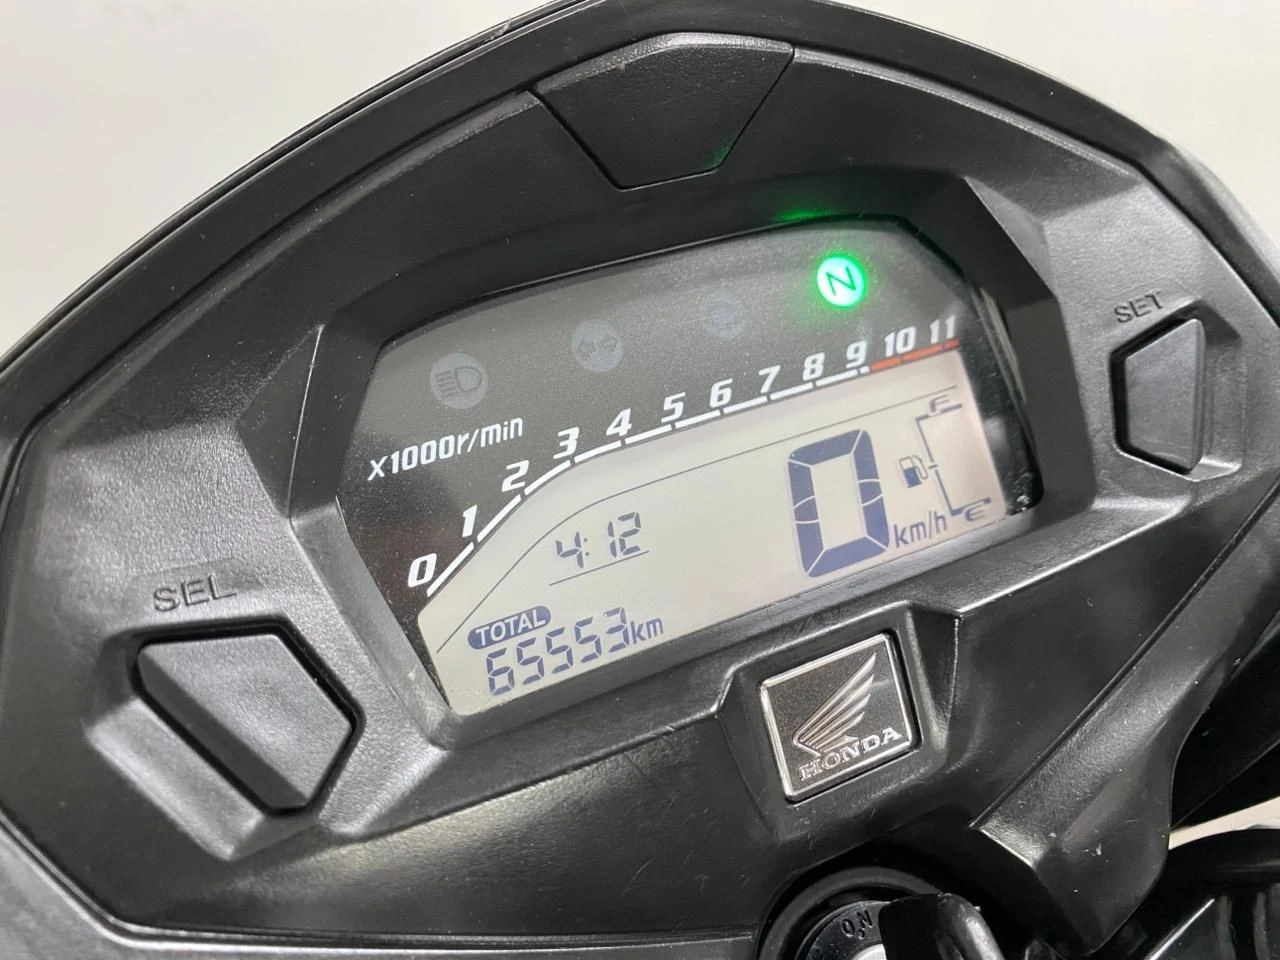 N
SET
0 1 2 3 4 5 6 7 8 9 10 11
X1000r/min
F
4:12
0 km/h
E
SEL
TOTAL
65553km
HONDA
ON